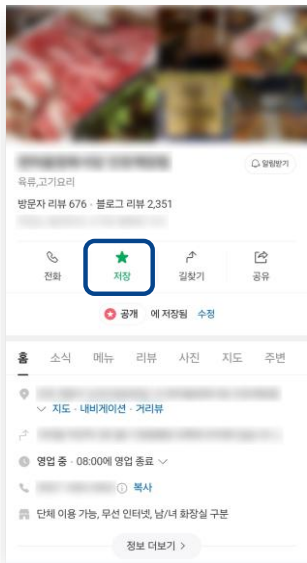 알림받기
육류,고기요리
방문자 리뷰 676 · 블로그 리뷰 2,351
전화 저장 길찾기 공유
공개 에 저장됨 수정
홈 소식 메뉴 리뷰 사진 지도 주변
지도 · 내비게이션 · 거리뷰
영업 중 · 08:00에 영업 종료
복사
단체 이용 가능, 무선 인터넷, 남/녀 화장실 구분
정보 더보기 >